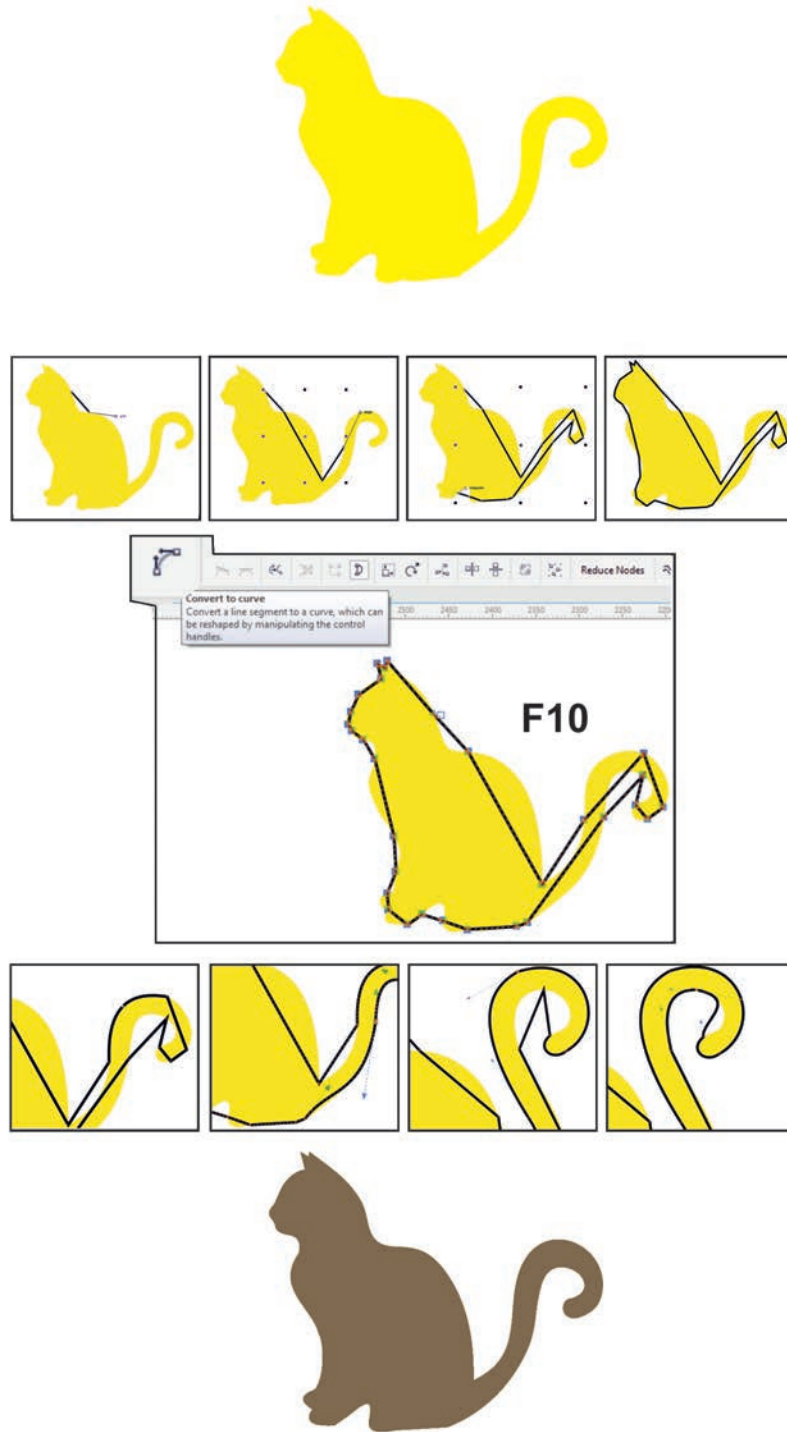 Reduce Nodes
Convert to curve
Convert a line segment to a curve, which can
be reshaped by manipulating the control
handles.
F10